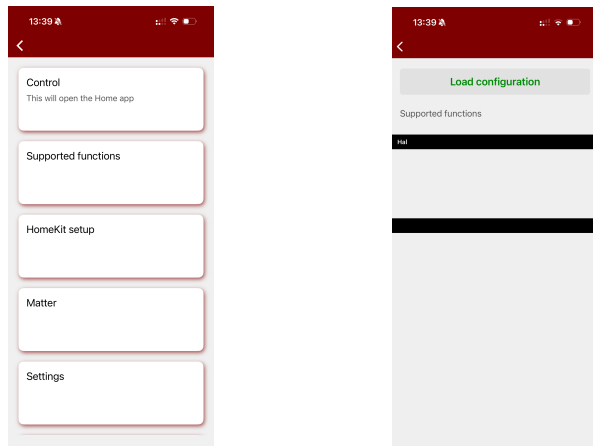 13:39
Control
This will open the Home app
Supported functions
HomeKit setup
Matter
Settings
13:39
Load configuration
Supported functions
Hal